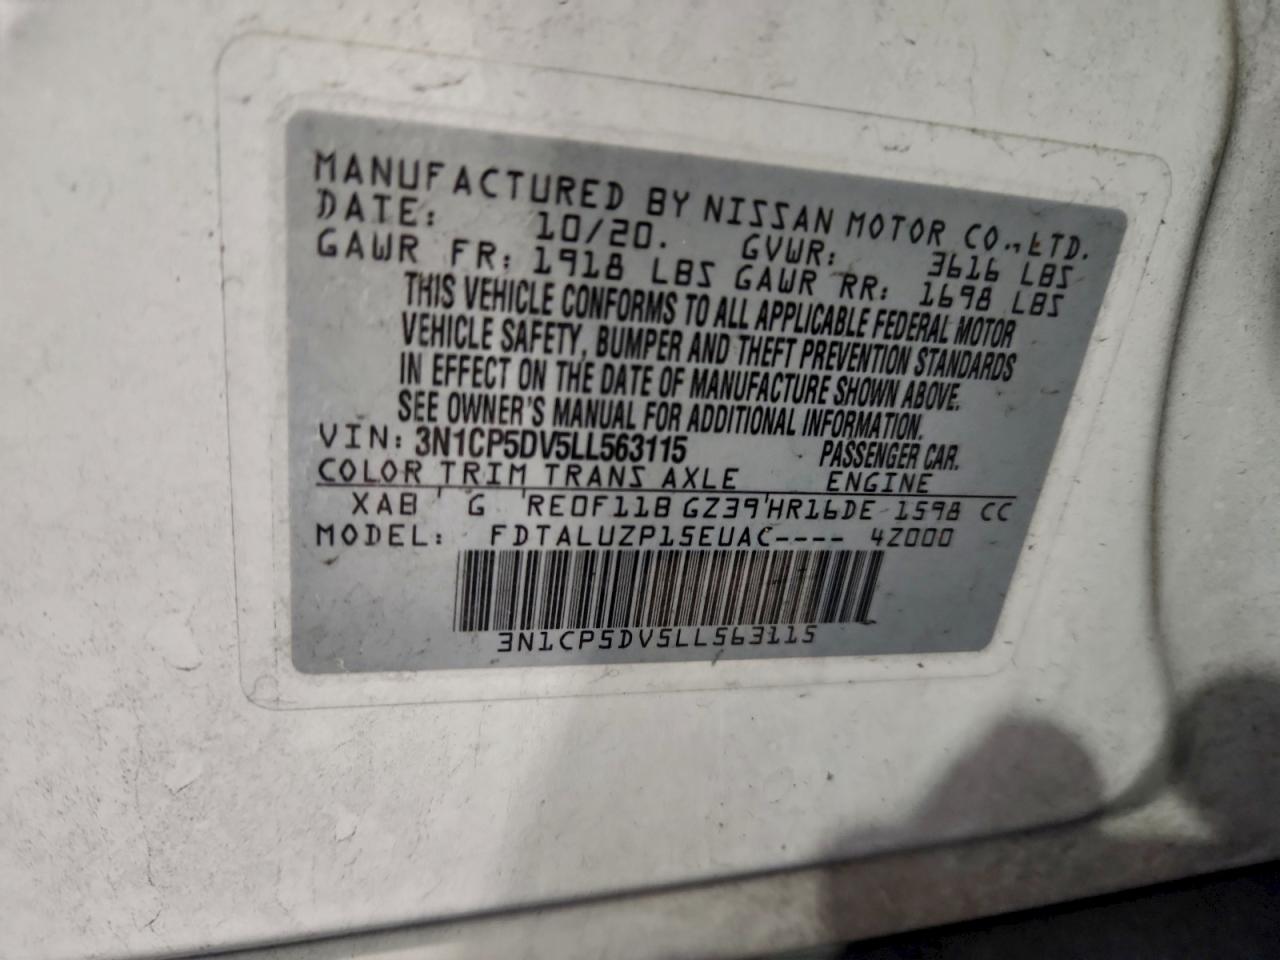 MANUFACTURED BY NISSAN MOTOR CO., LTD.
DATE: 10/20. GVWR: 3616 LBS
GAWR FR: 1918 LBS GAWR RR: 1698 LBS
THIS VEHICLE CONFORMS TO ALL APPLICABLE FEDERAL MOTOR
VEHICLE SAFETY, BUMPER AND THEFT PREVENTION STANDARDS
IN EFFECT ON THE DATE OF MANUFACTURE SHOWN ABOVE.
SEE OWNER'S MANUAL FOR ADDITIONAL INFORMATION.
VIN: 3N1CP5DV5LL563115 PASSENGER CAR.
COLOR TRIM TRANS AXLE ENGINE
XAB G RE0F11B GZ39 HR16DE 1598 CC
MODEL: FDTALUZP15EUAC---- 4Z000
3N1CP5DV5LL563115